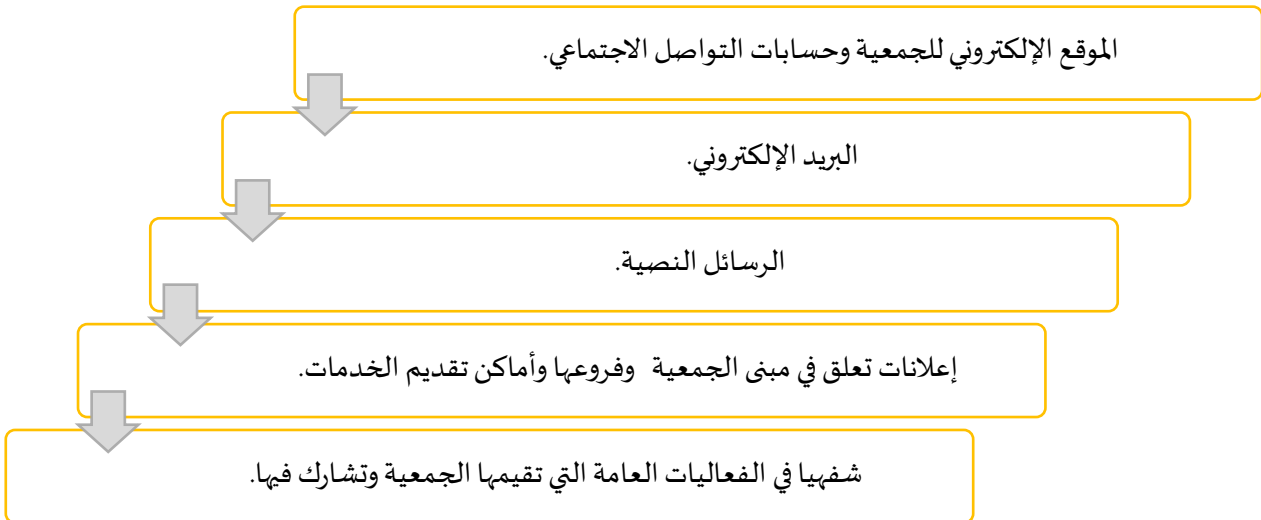 الموقع الإلكتروني للجمعية وحسابات التواصل الاجتماعي.
البريد الإلكتروني.
الرسائل النصية.
إعلانات تعلق في مبنى الجمعية وفروعها وأماكن تقديم الخدمات.
شفهيا في الفعاليات العامة التي تقيمها الجمعية وتشارك فيها.